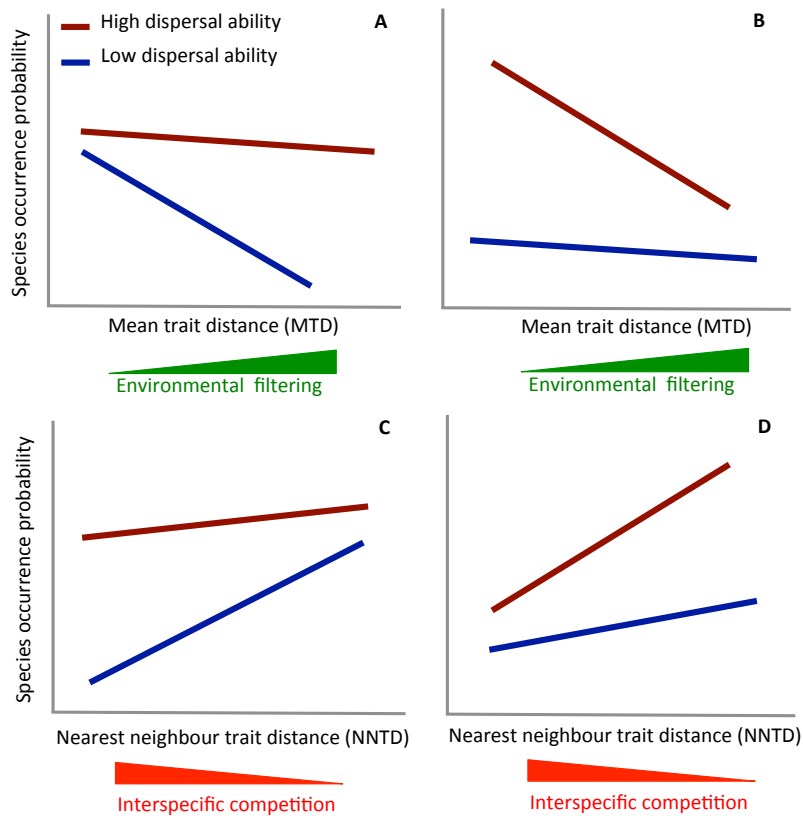 High dispersal ability
Low dispersal ability
A
B
Species occurrence probability
Mean trait distance (MTD)
Mean trait distance (MTD)
Environmental filtering
Environmental filtering
C
D
Species occurrence probability
Nearest neighbour trait distance (NNTD)
Nearest neighbour trait distance (NNTD)
Interspecific competition
Interspecific competition